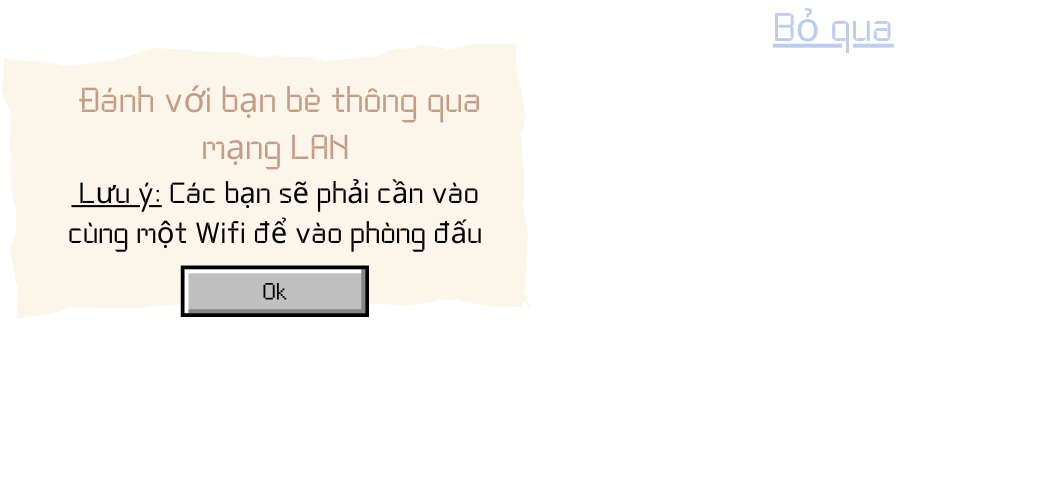 Bỏ qua
Đánh với bạn bè thông qua
mạng LAN
Lưu ý: Các bạn sẽ phải cần vào
cùng một Wifi để vào phòng đấu
Ok